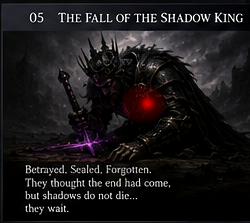 05 The Fall of the Shadow King
Betrayed. Sealed. Forgotten.
They thought the end had come,
but shadows do not die...
they wait.